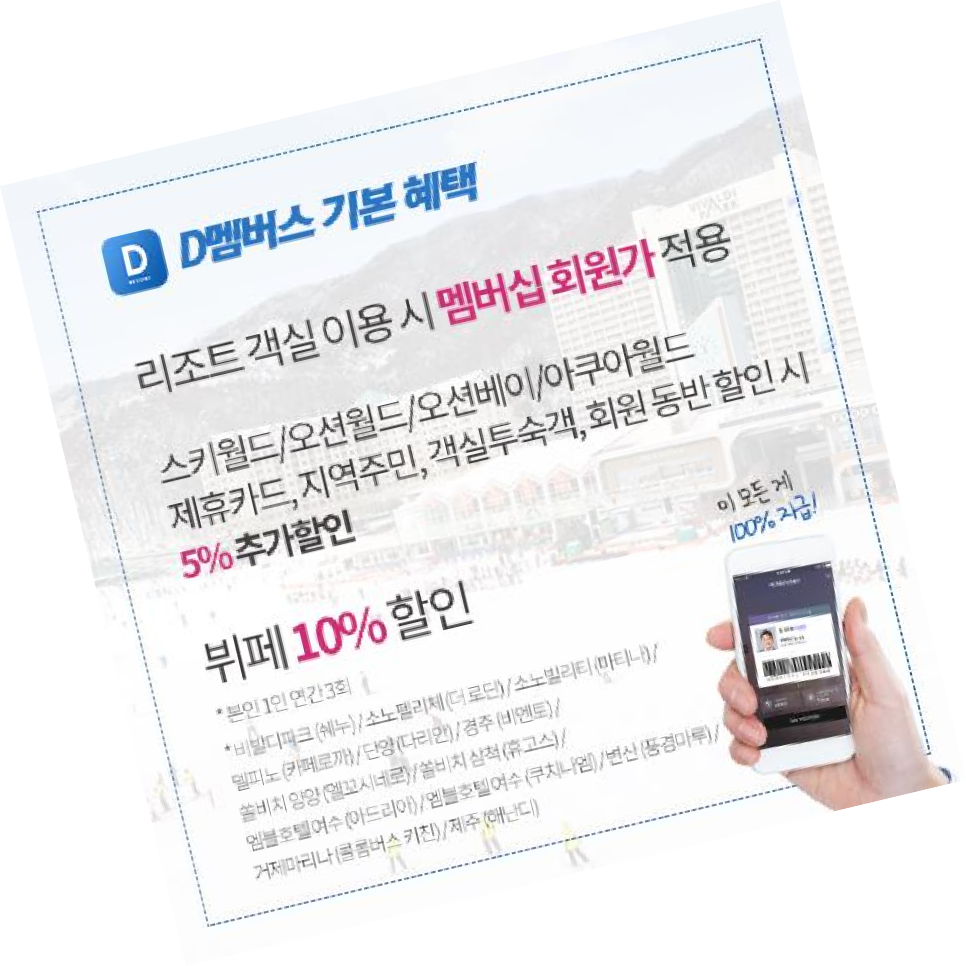 D멤버스 기본 혜택
리조트 객실 이용 시 멤버십 회원가 적용
스키월드/오션월드/오션베이/아쿠아월드
제휴카드, 지역주민, 객실투숙객, 회원 동반 할인 시
5% 추가할인
이 모든 게
100% 지급!
뷔페 10% 할인
* 본인 1인 연간 3회
* 비발디파크 (쉐누) / 소노펠리체 (더 로딘) / 소노빌리티 (마티나) /
델피노 (카페로까) / 단양 (다리안) / 경주 (비멘토) /
쏠비치 양양 (엘꼬시네로) / 쏠비치 삼척 (휴고스) /
엠블호텔여수 (아드리아) / 엠블호텔 여수 (쿠치나엠) / 변산 (풍경마루) /
거제마리나 (콜롬버스 키친) / 제주 (해난디)